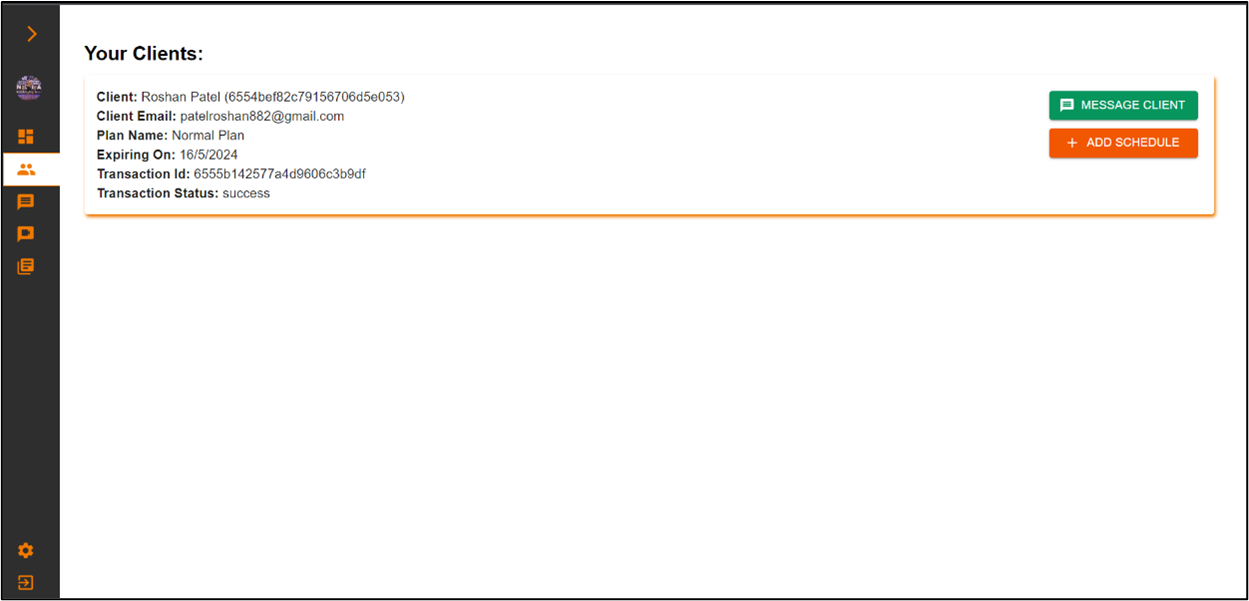 Your Clients:
Client: Roshan Patel (6554bef82c79156706d5e053)
Client Email: patelroshan882@gmail.com
Plan Name: Normal Plan
Expiring On: 16/5/2024
Transaction Id: 6555b142577a4d9606c3b9df
Transaction Status: success
MESSAGE CLIENT
+ ADD SCHEDULE